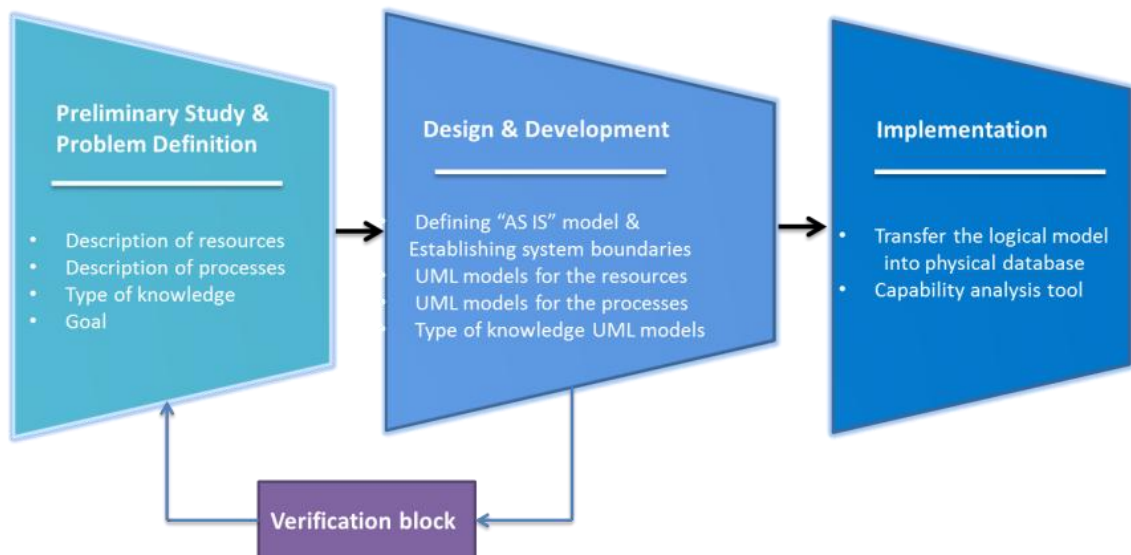 Preliminary Study &
Problem Definition
• Description of resources
• Description of processes
• Type of knowledge
• Goal
Design & Development
• Defining “AS IS” model &
Establishing system boundaries
• UML models for the resources
• UML models for the processes
• Type of knowledge UML models
Implementation
• Transfer the logical model
into physical database
• Capability analysis tool
Verification block